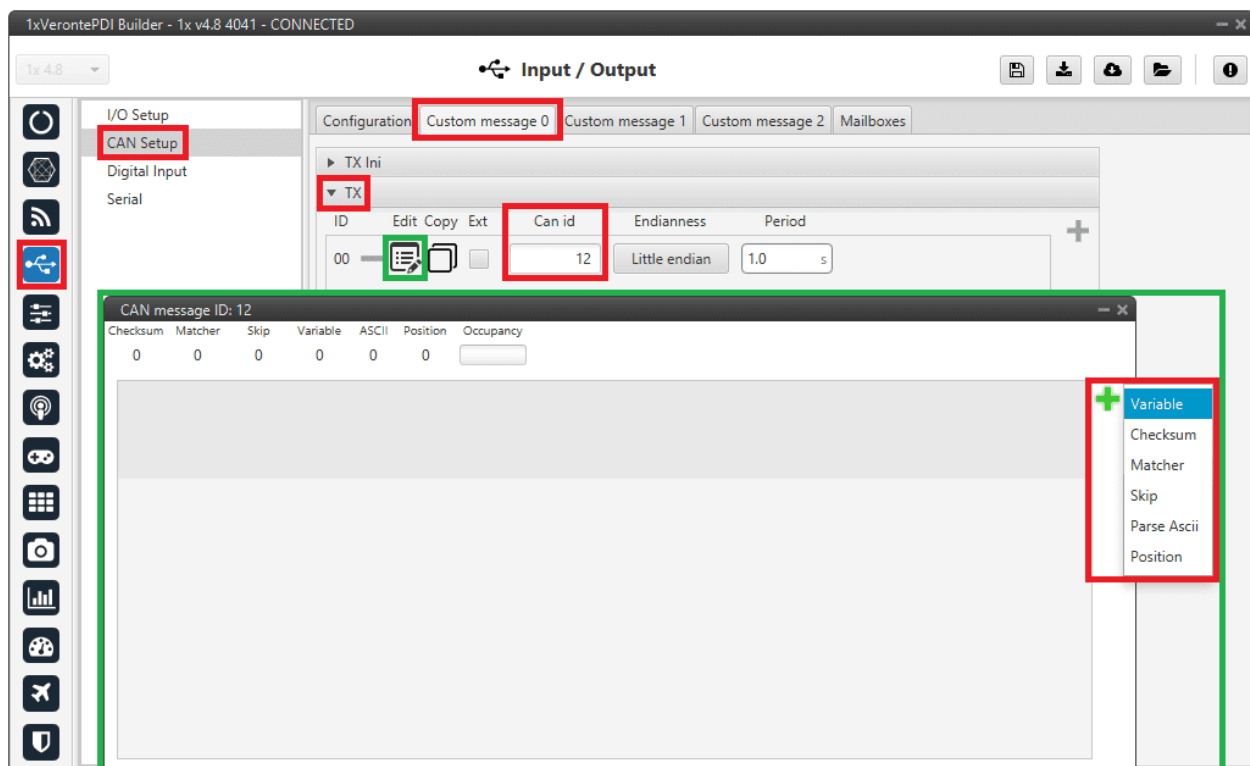 1xVerontePDI Builder - 1x v4.8 4041 - CONNECTED
1x 4.8
Input / Output
I/O Setup
CAN Setup
Digital Input
Serial
Configuration Custom message 0 Custom message 1 Custom message 2 Mailboxes
TX Ini
TX
ID Edit Copy Ext Can id Endianness Period
00 12 Little endian 1.0 s
CAN message ID: 12
Checksum Matcher Skip Variable ASCII Position Occupancy
0 0 0 0 0 0
Variable
Checksum
Matcher
Skip
Parse Ascii
Position